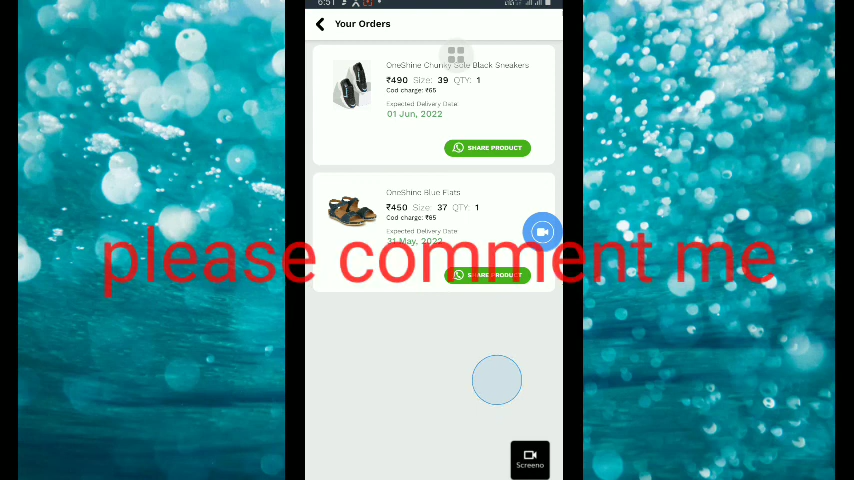 6:51
Your Orders
OneShine Chunky Sole Black Sneakers
₹490 Size: 39 QTY: 1
Cod charge: ₹65
Expected Delivery Date
01 Jun, 2022
SHARE PRODUCT
OneShine Blue Flats
₹450 Size: 37 QTY: 1
Cod charge: ₹65
Expected Delivery Date
31 May, 2022
please comment me
SHARE PRODUCT
Screeno